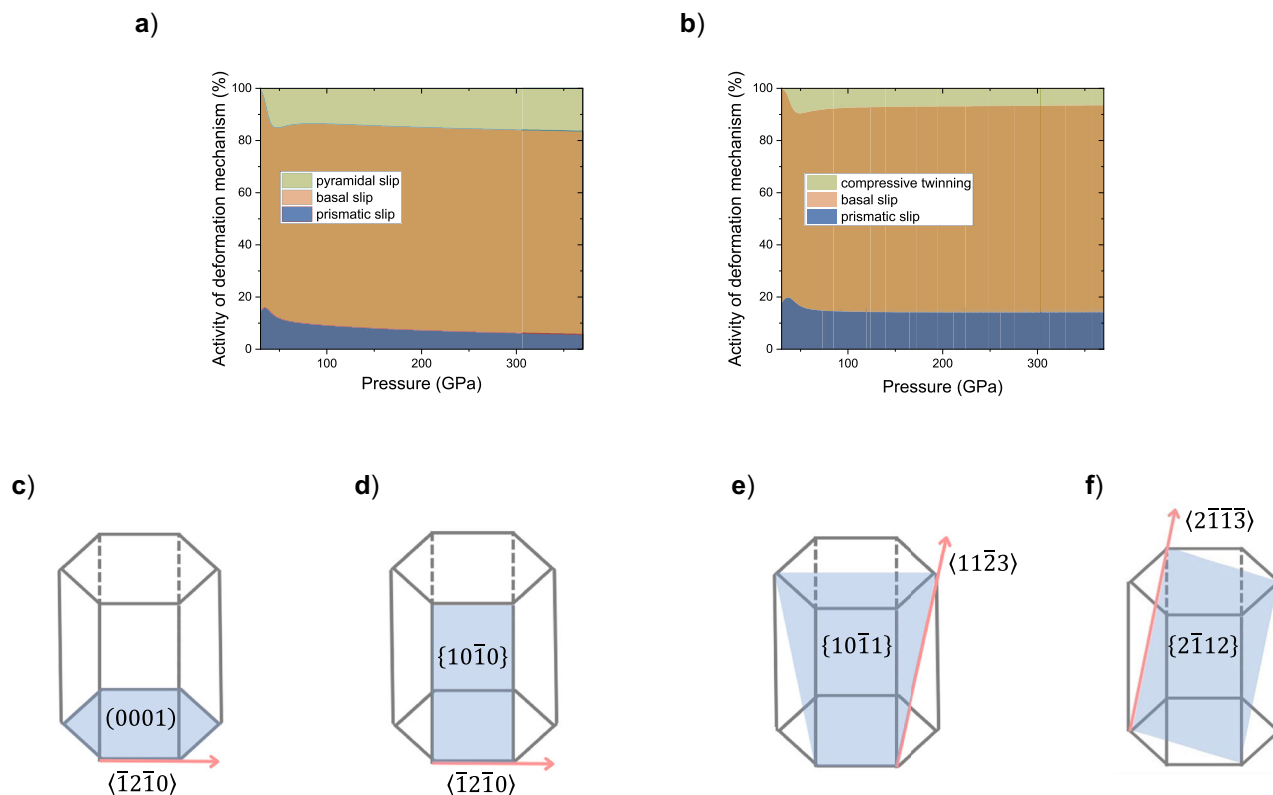 a)
b)
Activity of deformation mechanism (%)
100
80
60
40
20
0
pyramidal slip
basal slip
prismatic slip
100
200
300
Pressure (GPa)
Activity of deformation mechanism (%)
100
80
60
40
20
0
compressive twinning
basal slip
prismatic slip
100
200
300
Pressure (GPa)
c)
d)
e)
f)
(0001)
⟨1̄21̄0⟩
{101̄0}
⟨1̄21̄0⟩
{101̄1}
⟨112̄3⟩
⟨21̄1̄3̄⟩
{21̄12}